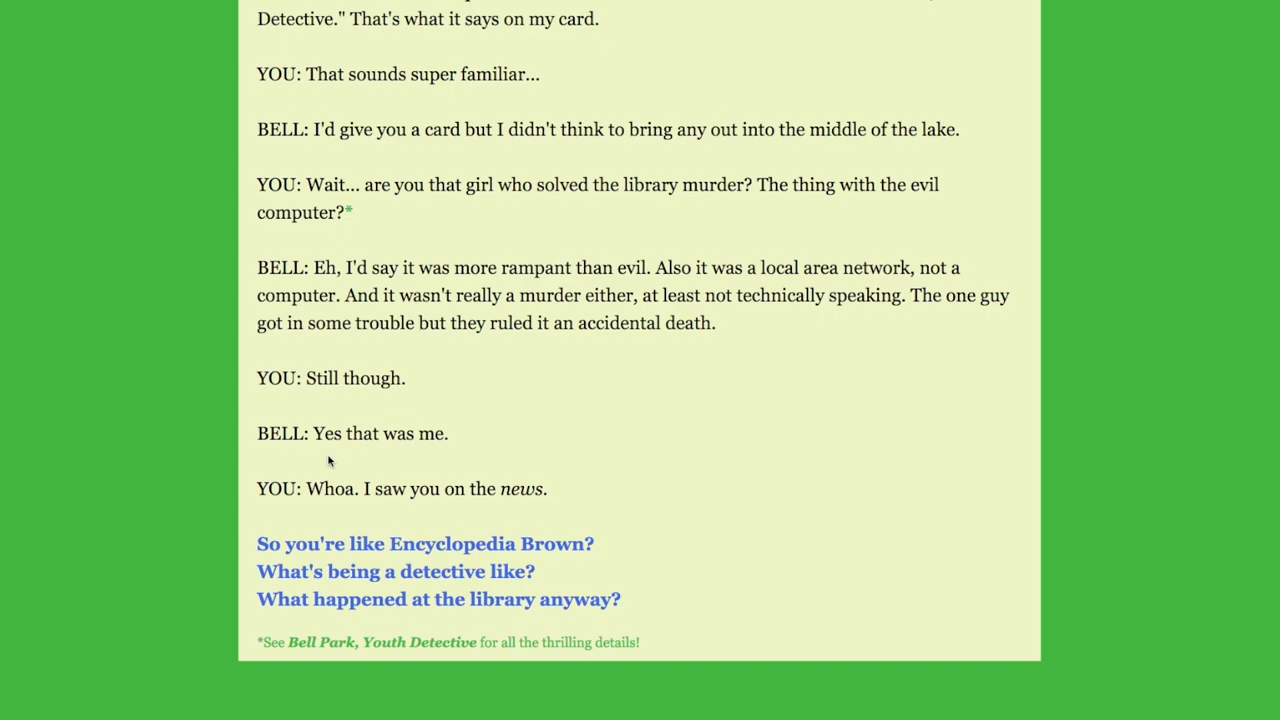 Detective." That's what it says on my card.
YOU: That sounds super familiar...
BELL: I'd give you a card but I didn't think to bring any out into the middle of the lake.
YOU: Wait... are you that girl who solved the library murder? The thing with the evil
computer?*
BELL: Eh, I'd say it was more rampant than evil. Also it was a local area network, not a
computer. And it wasn't really a murder either, at least not technically speaking. The one guy
got in some trouble but they ruled it an accidental death.
YOU: Still though.
BELL: Yes that was me.
YOU: Whoa. I saw you on the news.
So you're like Encyclopedia Brown?
What's being a detective like?
What happened at the library anyway?
*See Bell Park, Youth Detective for all the thrilling details!